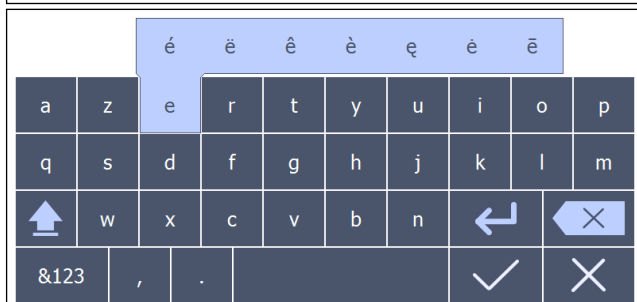 é ë ê è ę ė ē
a z e r t y u i o p
q s d f g h j k l m
w x c v b n
&123 , .